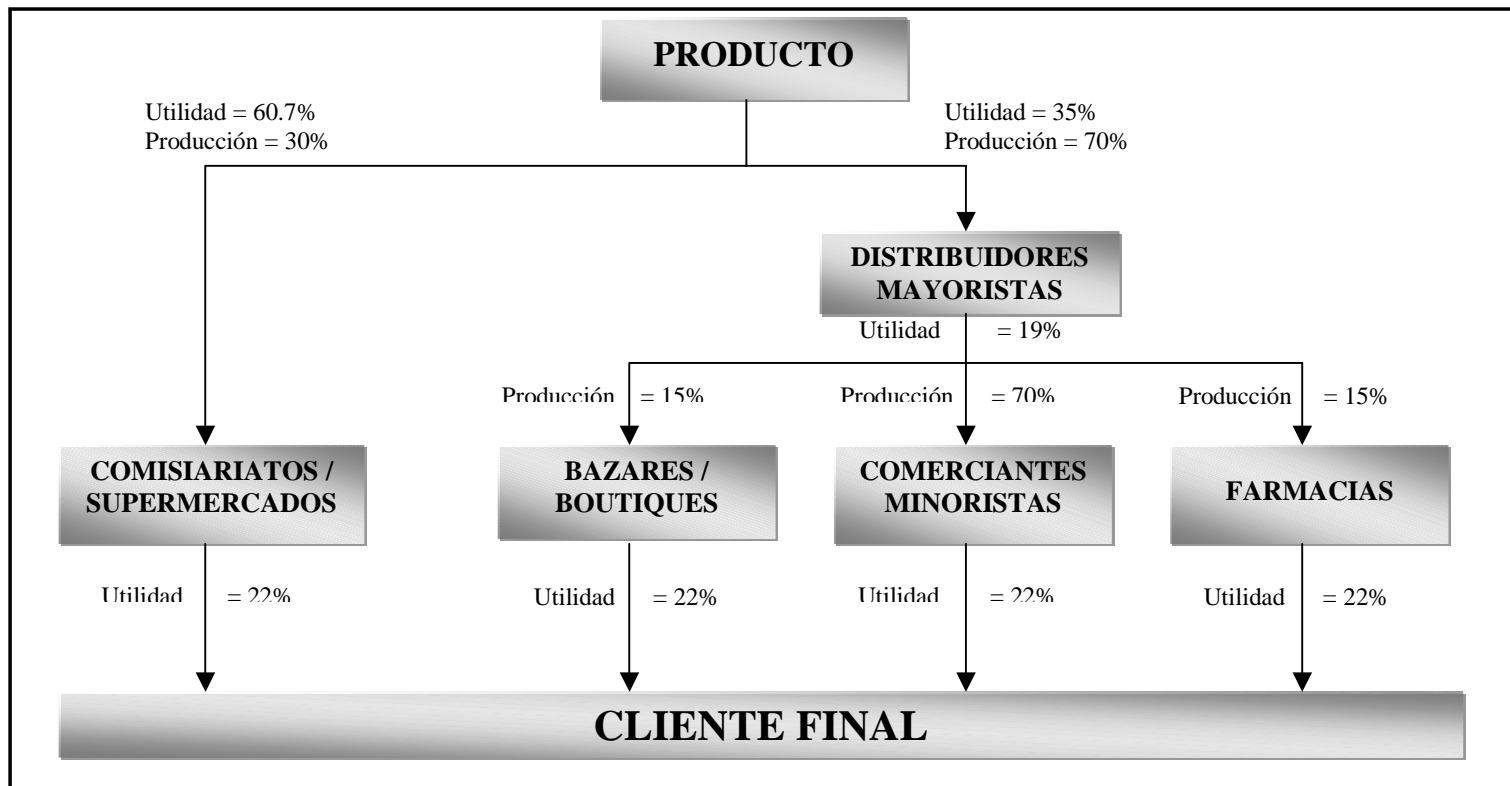 PRODUCTO
Utilidad = 60.7%
Producción = 30%
Utilidad = 35%
Producción = 70%
DISTRIBUIDORES
MAYORISTAS
Utilidad = 19%
Producción = 15%
Producción = 70%
Producción = 15%
COMISIARIATOS /
SUPERMERCADOS
BAZARES /
BOUTIQUES
COMERCIANTES
MINORISTAS
FARMACIAS
Utilidad = 22%
Utilidad = 22%
Utilidad = 22%
Utilidad = 22%
CLIENTE FINAL